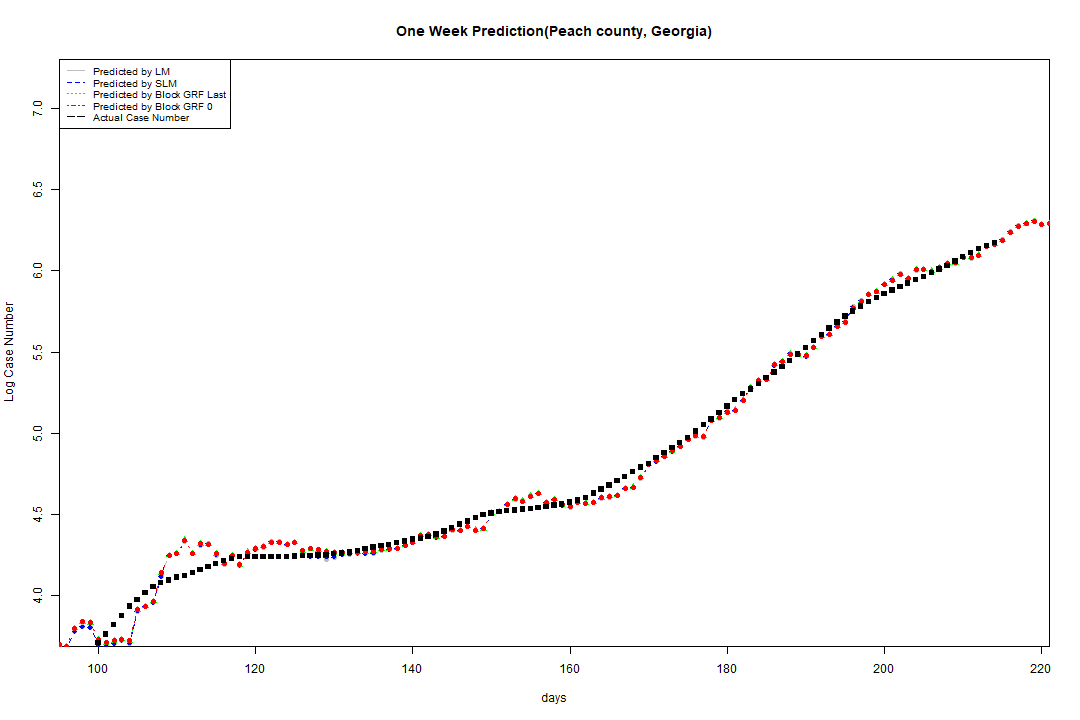 One Week Prediction(Peach county, Georgia)
Predicted by LM
Predicted by SLM
Predicted by Block GRF Last
Predicted by Block GRF 0
Actual Case Number
7.0
6.5
6.0
5.5
5.0
4.5
4.0
Log Case Number
100 120 140 160 180 200 220
days